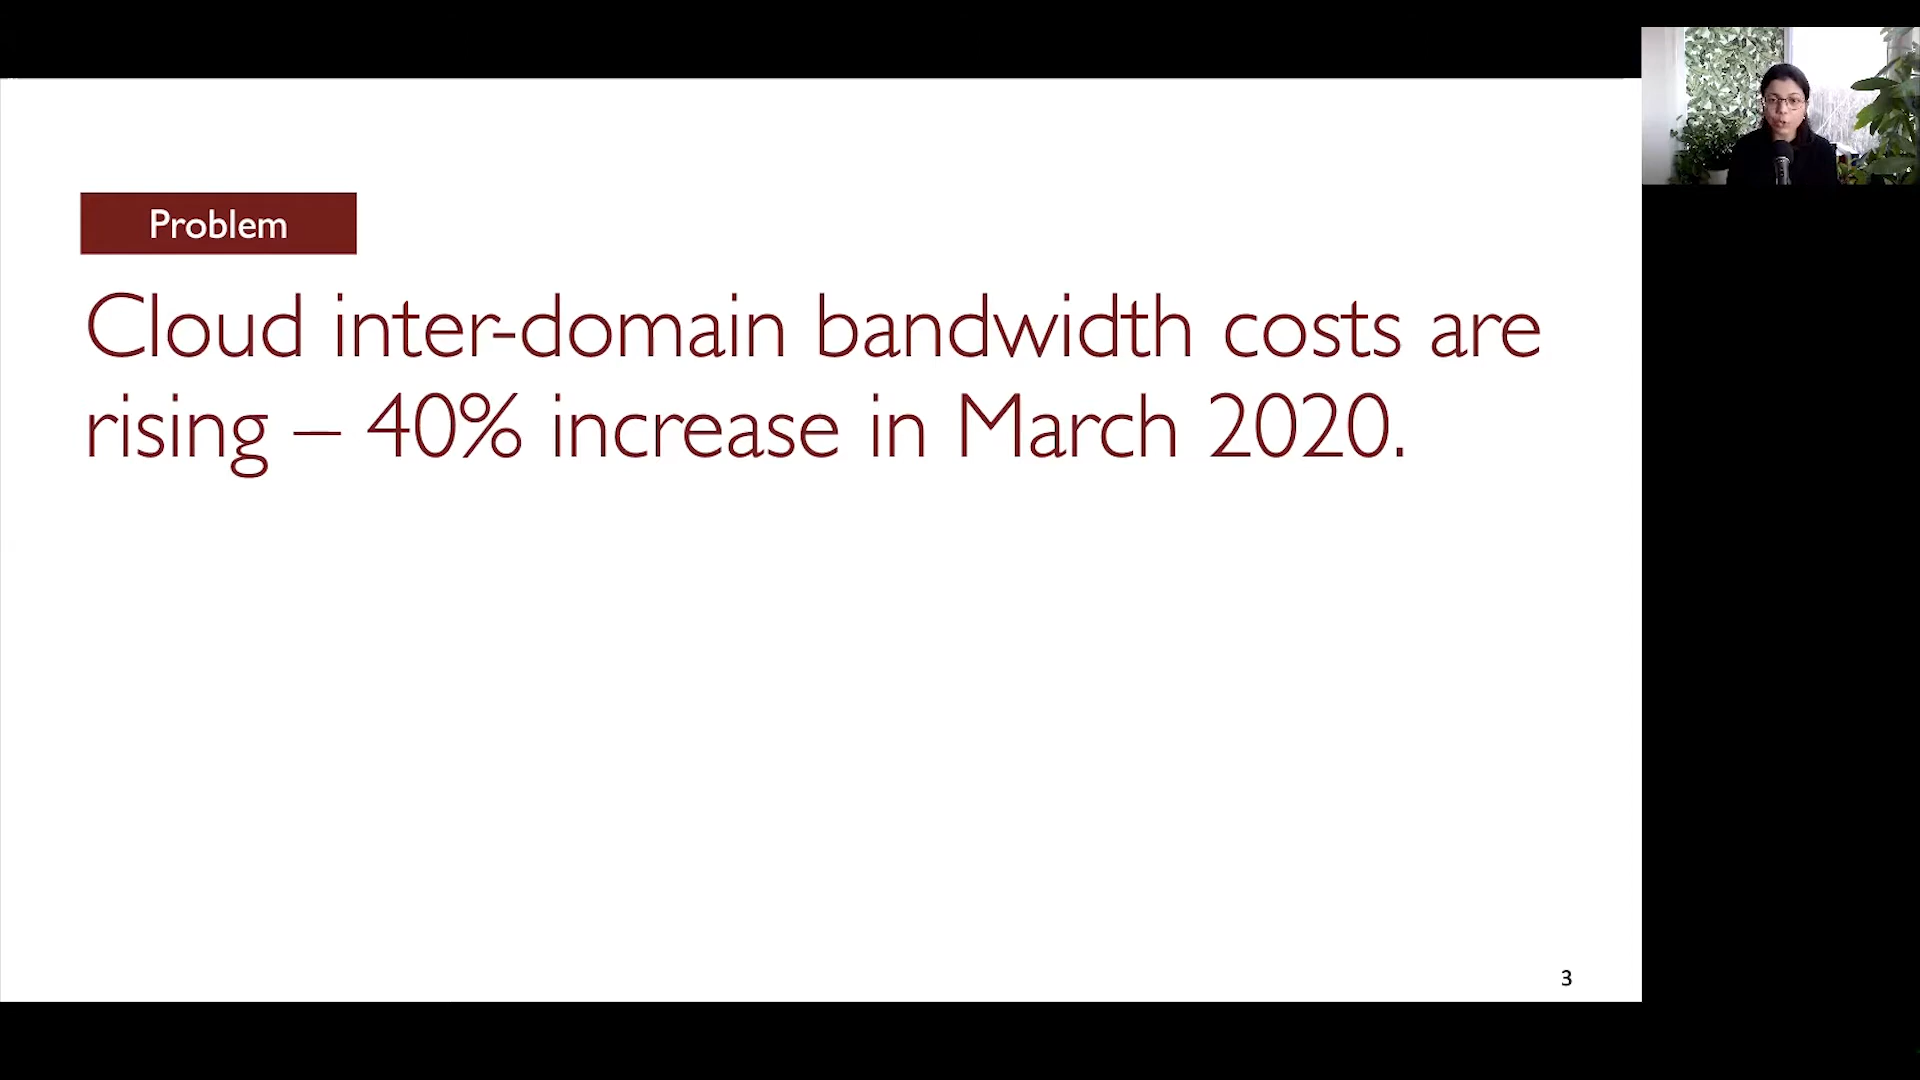 Problem
Cloud inter-domain bandwidth costs are
rising – 40% increase in March 2020.
3